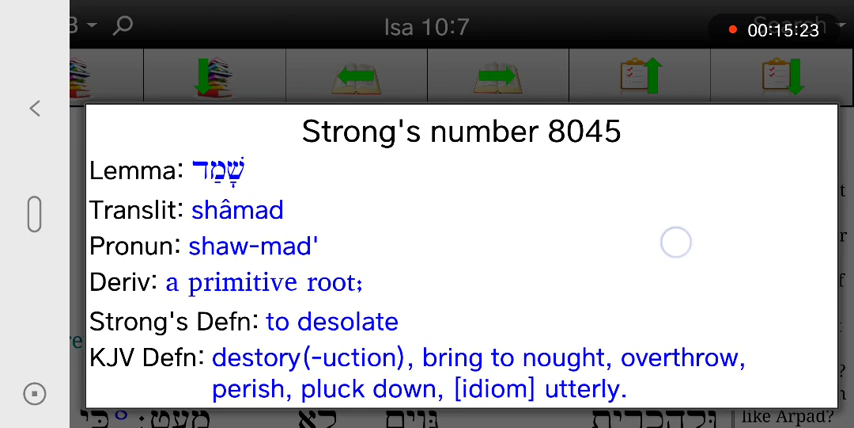 B Isa 10:7 Search 00:15:23
Strong's number 8045
Lemma: שָׁמַד
Translit: shâmad
Pronun: shaw-mad'
Deriv: a primitive root;
Strong's Defn: to desolate
KJV Defn: destory(-uction), bring to nought, overthrow,
perish, pluck down, [idiom] utterly.
like Arpad?